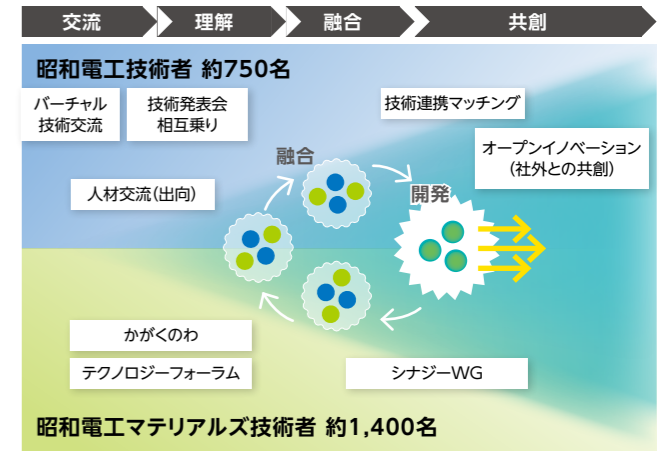 交流
理解
融合
共創
昭和電工技術者 約750名
バーチャル
技術交流
技術発表会
相互乗り
技術連携マッチング
オープンイノベーション
(社外との共創)
人材交流(出向)
融合
開発
かがくのわ
テクノロジーフォーラム
シナジーWG
昭和電工マテリアルズ技術者 約1,400名